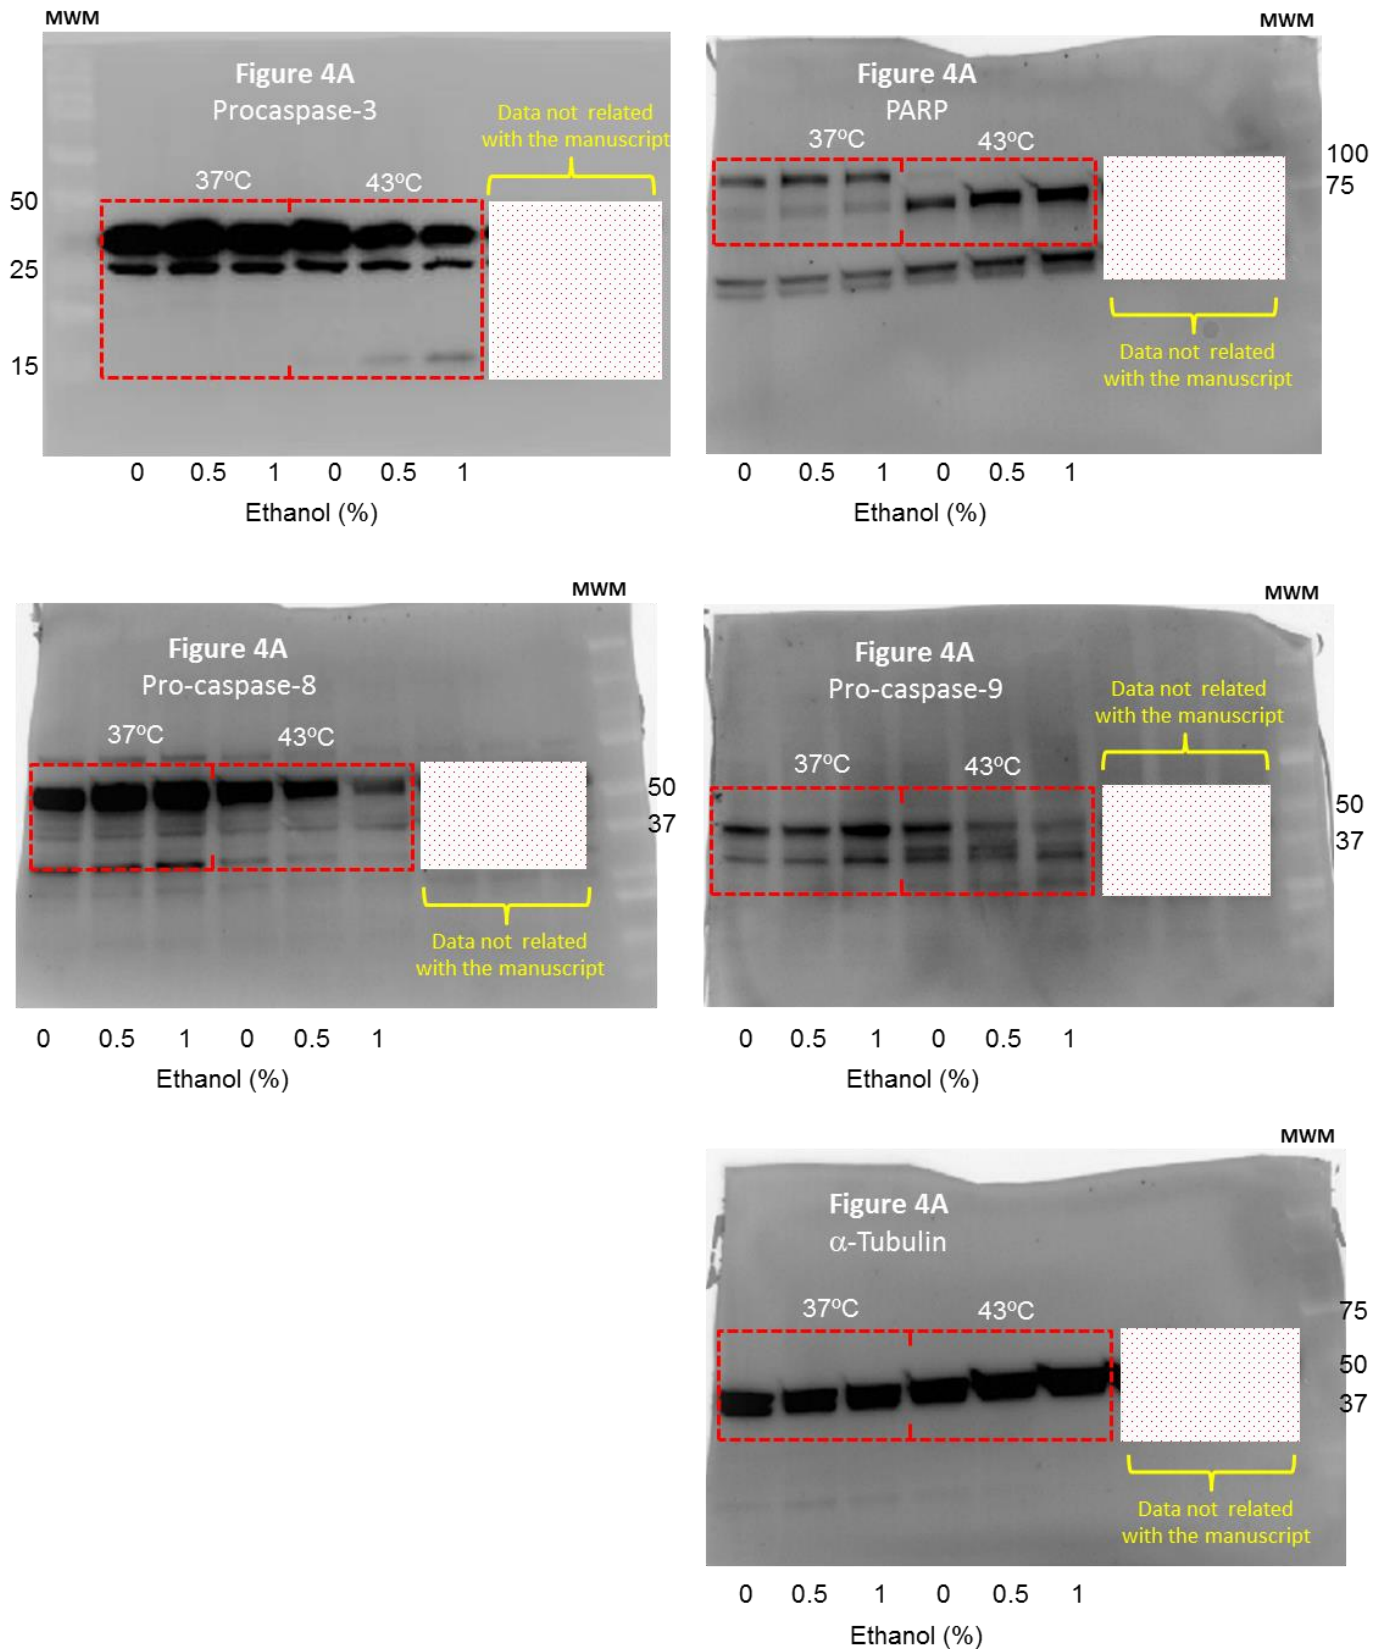 MWM
Figure 4A
Procaspase-3
Data not related
with the manuscript
37ºC 43ºC
50
25
15
0 0.5 1 0 0.5 1
Ethanol (%)
MWM
Figure 4A
PARP
37ºC 43ºC
100
75
Data not related
with the manuscript
0 0.5 1 0 0.5 1
Ethanol (%)
MWM
Figure 4A
Pro-caspase-8
37ºC 43ºC
50
37
Data not related
with the manuscript
0 0.5 1 0 0.5 1
Ethanol (%)
MWM
Figure 4A
Pro-caspase-9
Data not related
with the manuscript
37ºC 43ºC
50
37
0 0.5 1 0 0.5 1
Ethanol (%)
MWM
Figure 4A
α-Tubulin
37ºC 43ºC
75
50
37
Data not related
with the manuscript
0 0.5 1 0 0.5 1
Ethanol (%)